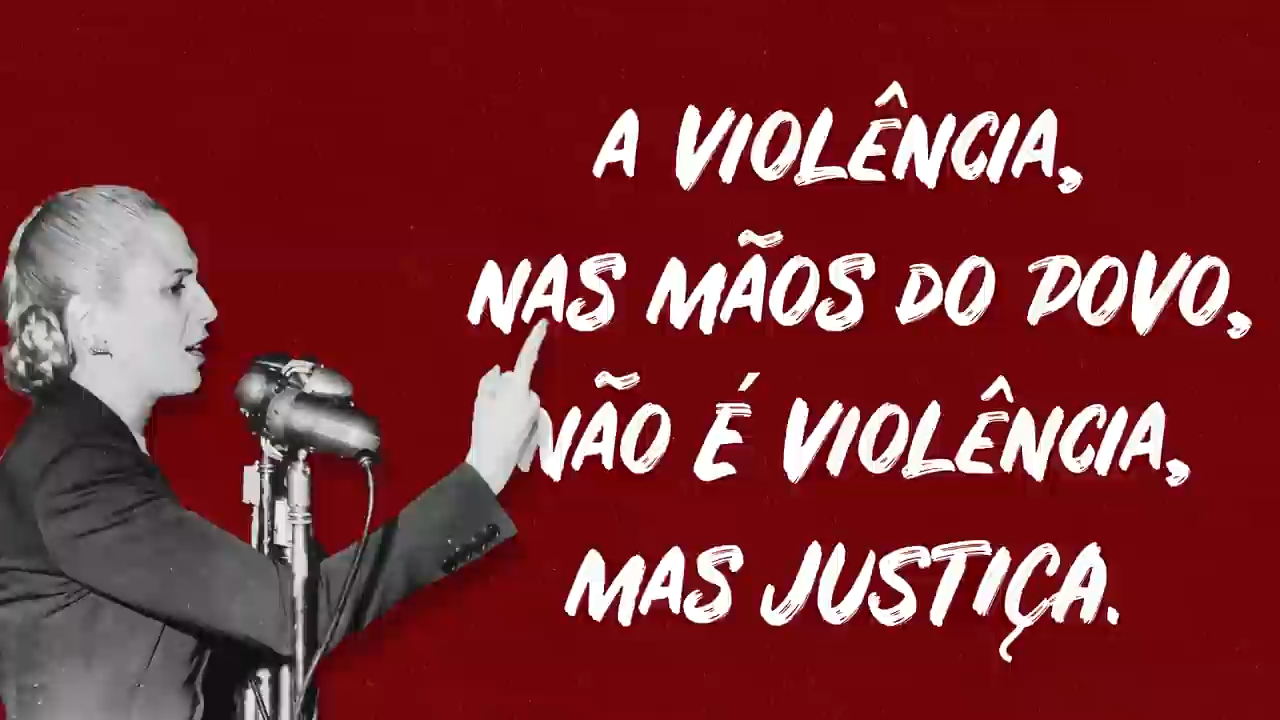 A VIOLÊNCIA,
NAS MÃOS DO POVO,
NÃO É VIOLÊNCIA,
MAS JUSTIÇA.